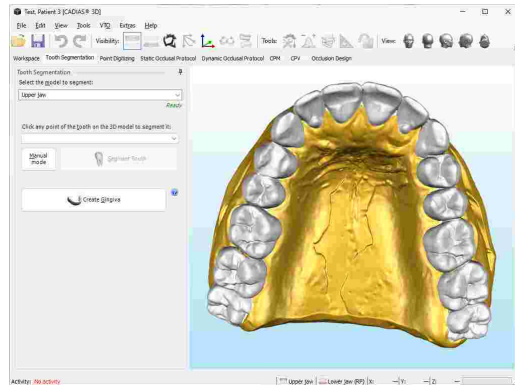 Test, Patient 3 [CADIAS® 3D]
File Edit View Tools VTO Extras Help
Visibility: Tools: View:
Workspace Tooth Segmentation Point Digitizing Static Occlusal Protocol Dynamic Occlusal Protocol CPM CPV Occlusion Design
Tooth Segmentation
Select the model to segment:
Upper jaw
Ready
Click any point of the tooth on the 3D model to segment it:
Manual mode
Segment Tooth
Create Gingiva
Activity: No activity
Upper Jaw Lower Jaw (RP) X: — Y: — Z: —